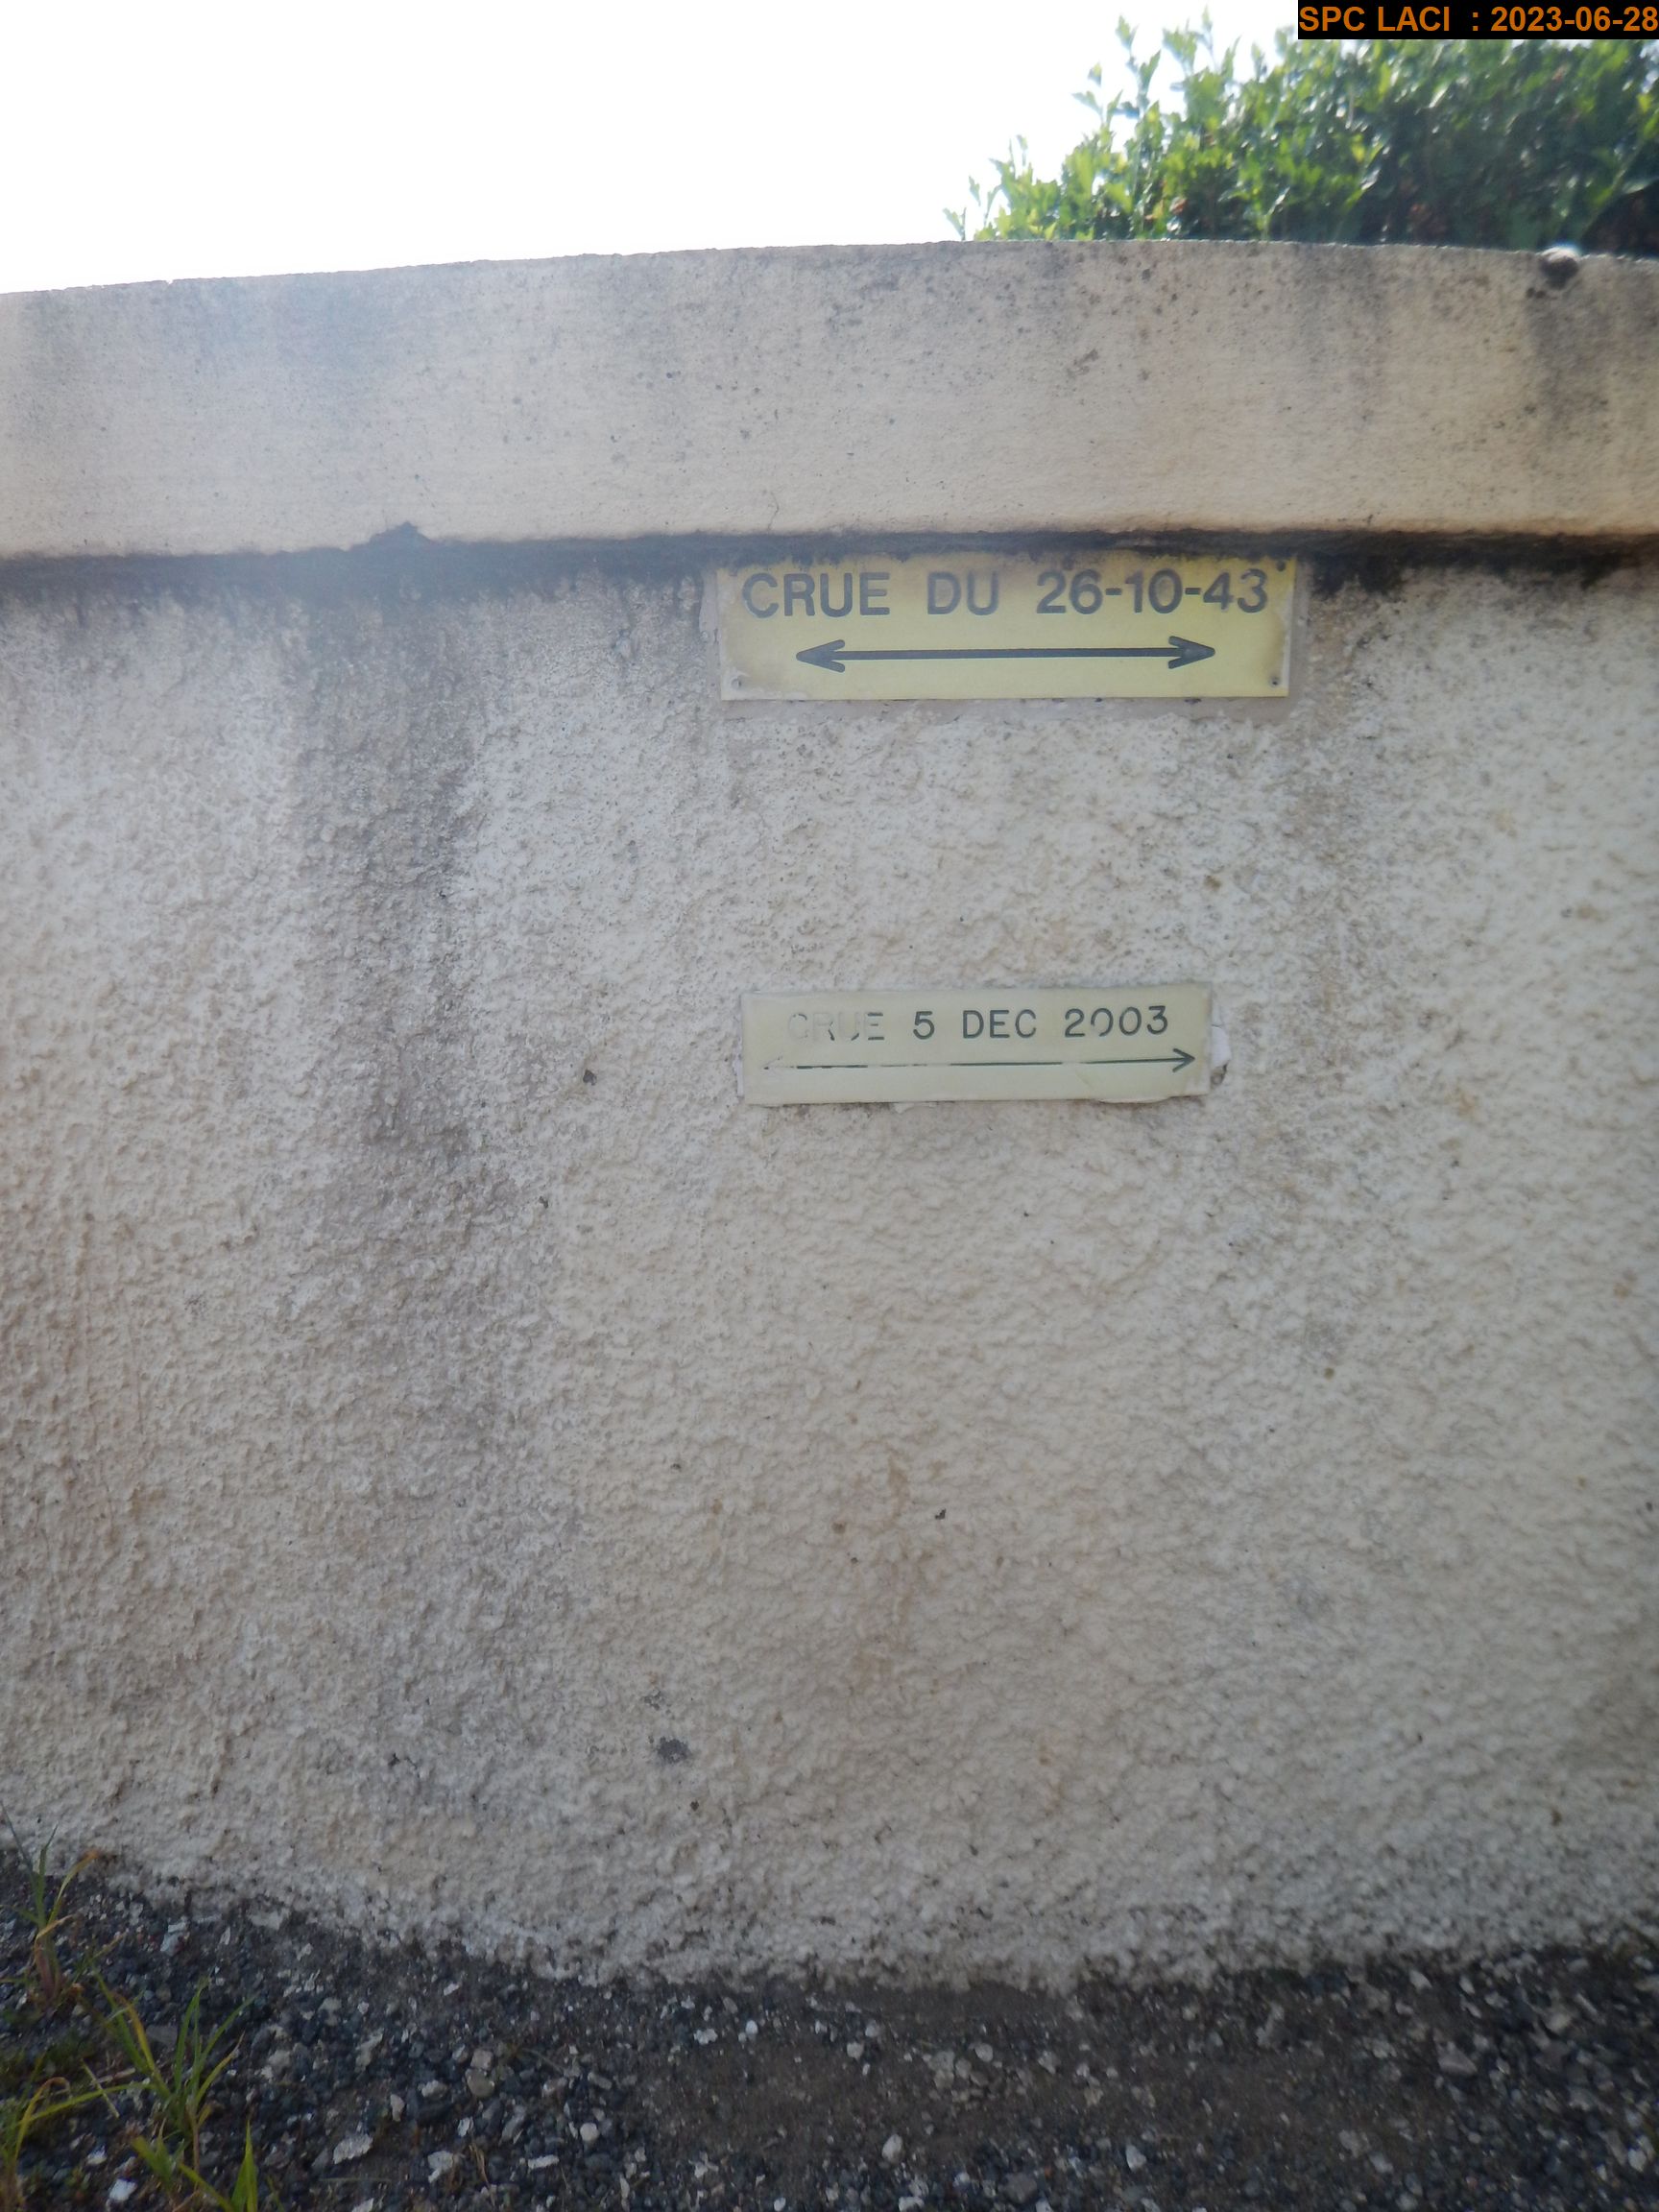 SPC LACI : 2023-06-28
CRUE DU 26-10-43
CRUE 5 DEC 2003